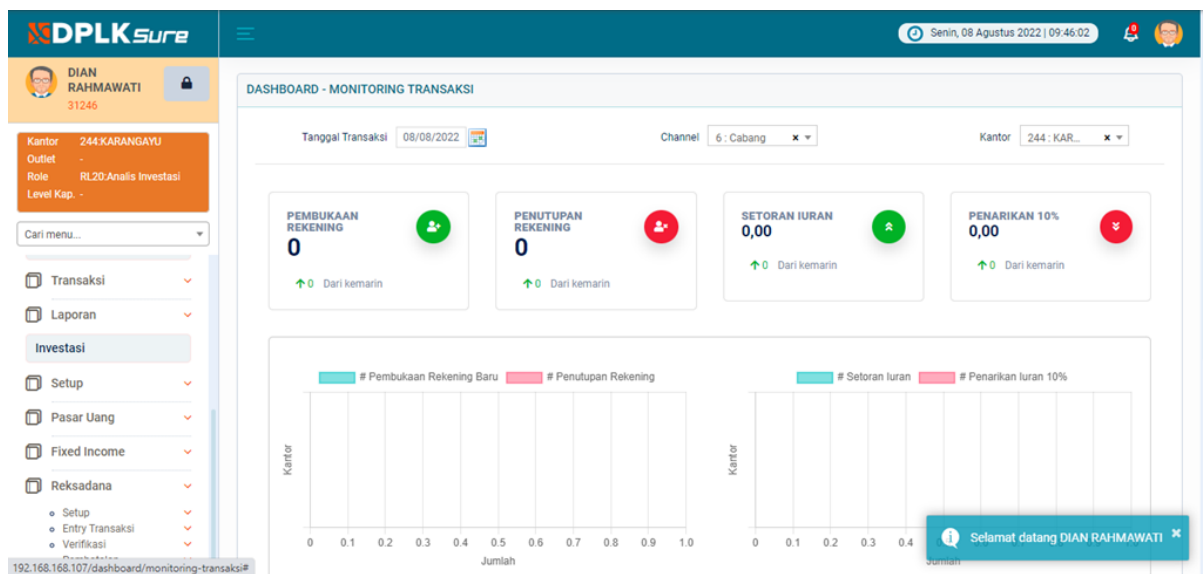 DPLKsure
Senin, 08 Agustus 2022 | 09:46:02
DIAN
RAHMAWATI
31246
Kantor 244:KARANGAYU
Outlet -
Role RL20:Analis Investasi
Level Kap. -
Cari menu...
Transaksi
Laporan
Investasi
Setup
Pasar Uang
Fixed Income
Reksadana
Setup
Entry Transaksi
Verifikasi
192.168.168.107/dashboard/monitoring-transaksi#
DASHBOARD - MONITORING TRANSAKSI
Tanggal Transaksi 08/08/2022
Channel 6 : Cabang
Kantor 244 : KAR...
PEMBUKAAN
REKENING
0
0 Dari kemarin
PENUTUPAN
REKENING
0
0 Dari kemarin
SETORAN IURAN
0,00
0 Dari kemarin
PENARIKAN 10%
0,00
0 Dari kemarin
# Pembukaan Rekening Baru # Penutupan Rekening
Kantor
0 0.1 0.2 0.3 0.4 0.5 0.6 0.7 0.8 0.9 1.0
Jumlah
# Setoran Iuran # Penarikan Iuran 10%
Kantor
0 0.1 0.2 0.3 0.4
Jumlah
Selamat datang DIAN RAHMAWATI